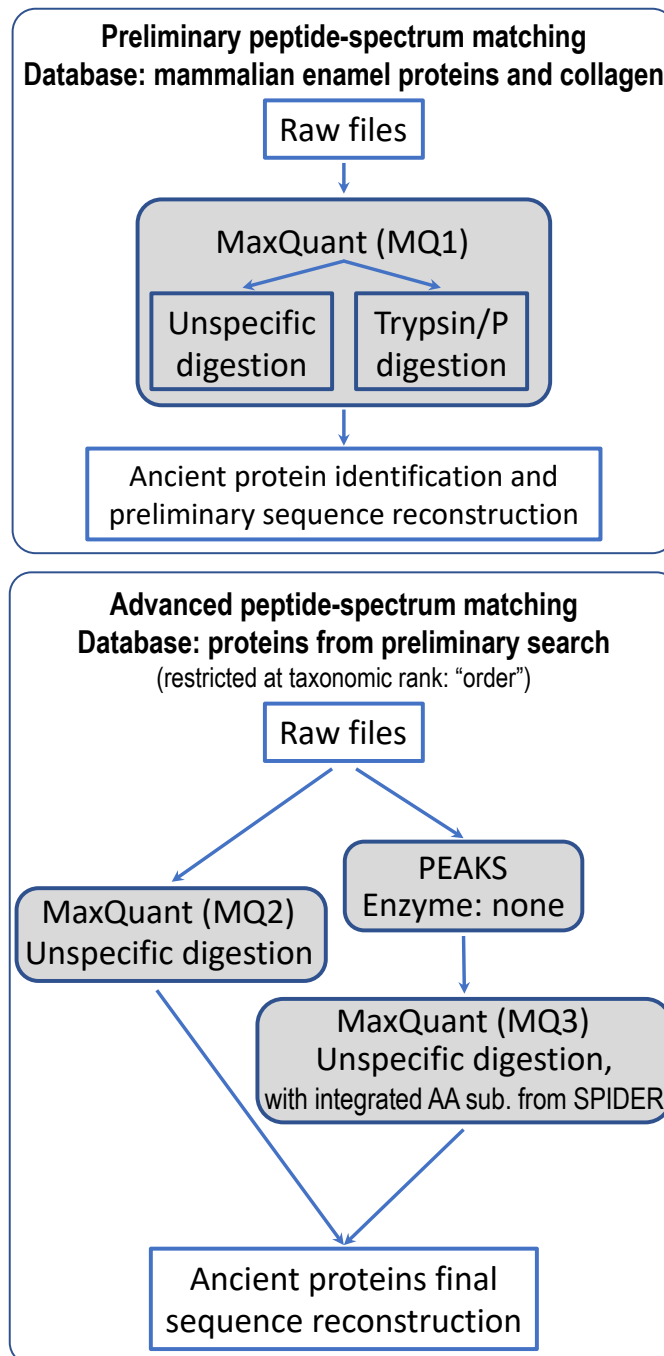 Preliminary peptide-spectrum matching
Database: mammalian enamel proteins and collagen
Raw files
MaxQuant (MQ1)
Unspecific
digestion
Trypsin/P
digestion
Ancient protein identification and
preliminary sequence reconstruction
Advanced peptide-spectrum matching
Database: proteins from preliminary search
(restricted at taxonomic rank: “order”)
Raw files
MaxQuant (MQ2)
Unspecific digestion
PEAKS
Enzyme: none
MaxQuant (MQ3)
Unspecific digestion,
with integrated AA sub. from SPIDER
Ancient proteins final
sequence reconstruction